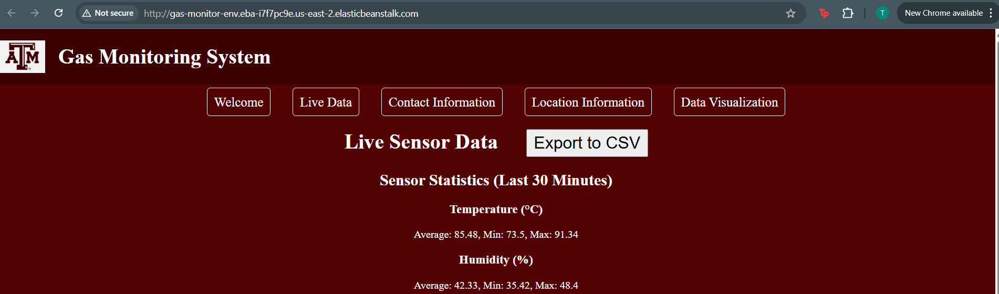 Not secure http://gas-monitor-env.eba-i7f7pc9e.us-east-2.elasticbeanstalk.com Tp T New Chrome available
ATM Gas Monitoring System
Welcome Live Data Contact Information Location Information Data Visualization
Live Sensor Data Export to CSV
Sensor Statistics (Last 30 Minutes)
Temperature (°C)
Average: 85.48, Min: 73.5, Max: 91.34
Humidity (%)
Average: 42.33, Min: 35.42, Max: 48.4